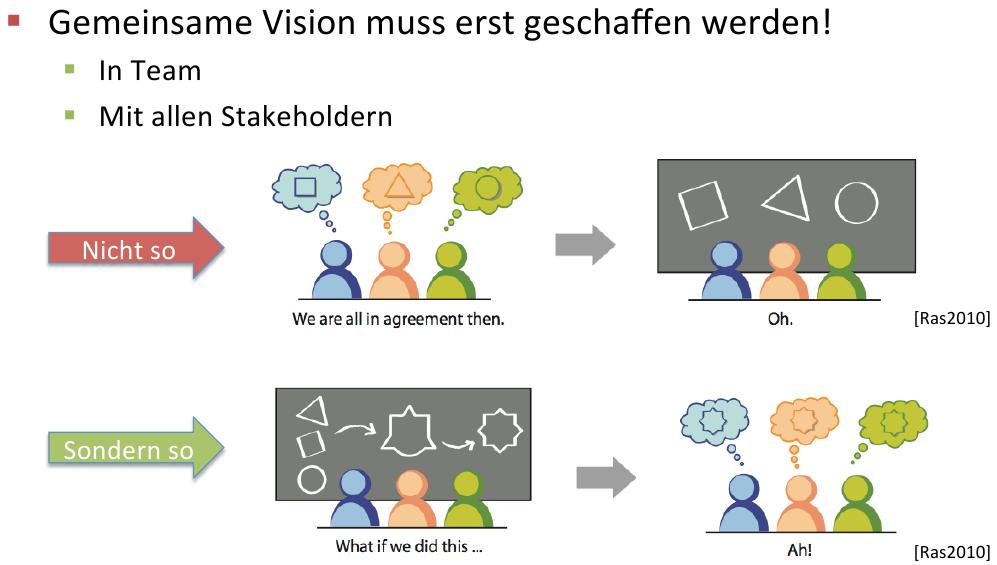 Gemeinsame Vision muss erst geschaffen werden!
In Team
Mit allen Stakeholdern
Nicht so
We are all in agreement then.
Oh.
[Ras2010]
Sondern so
What if we did this ...
Ah!
[Ras2010]